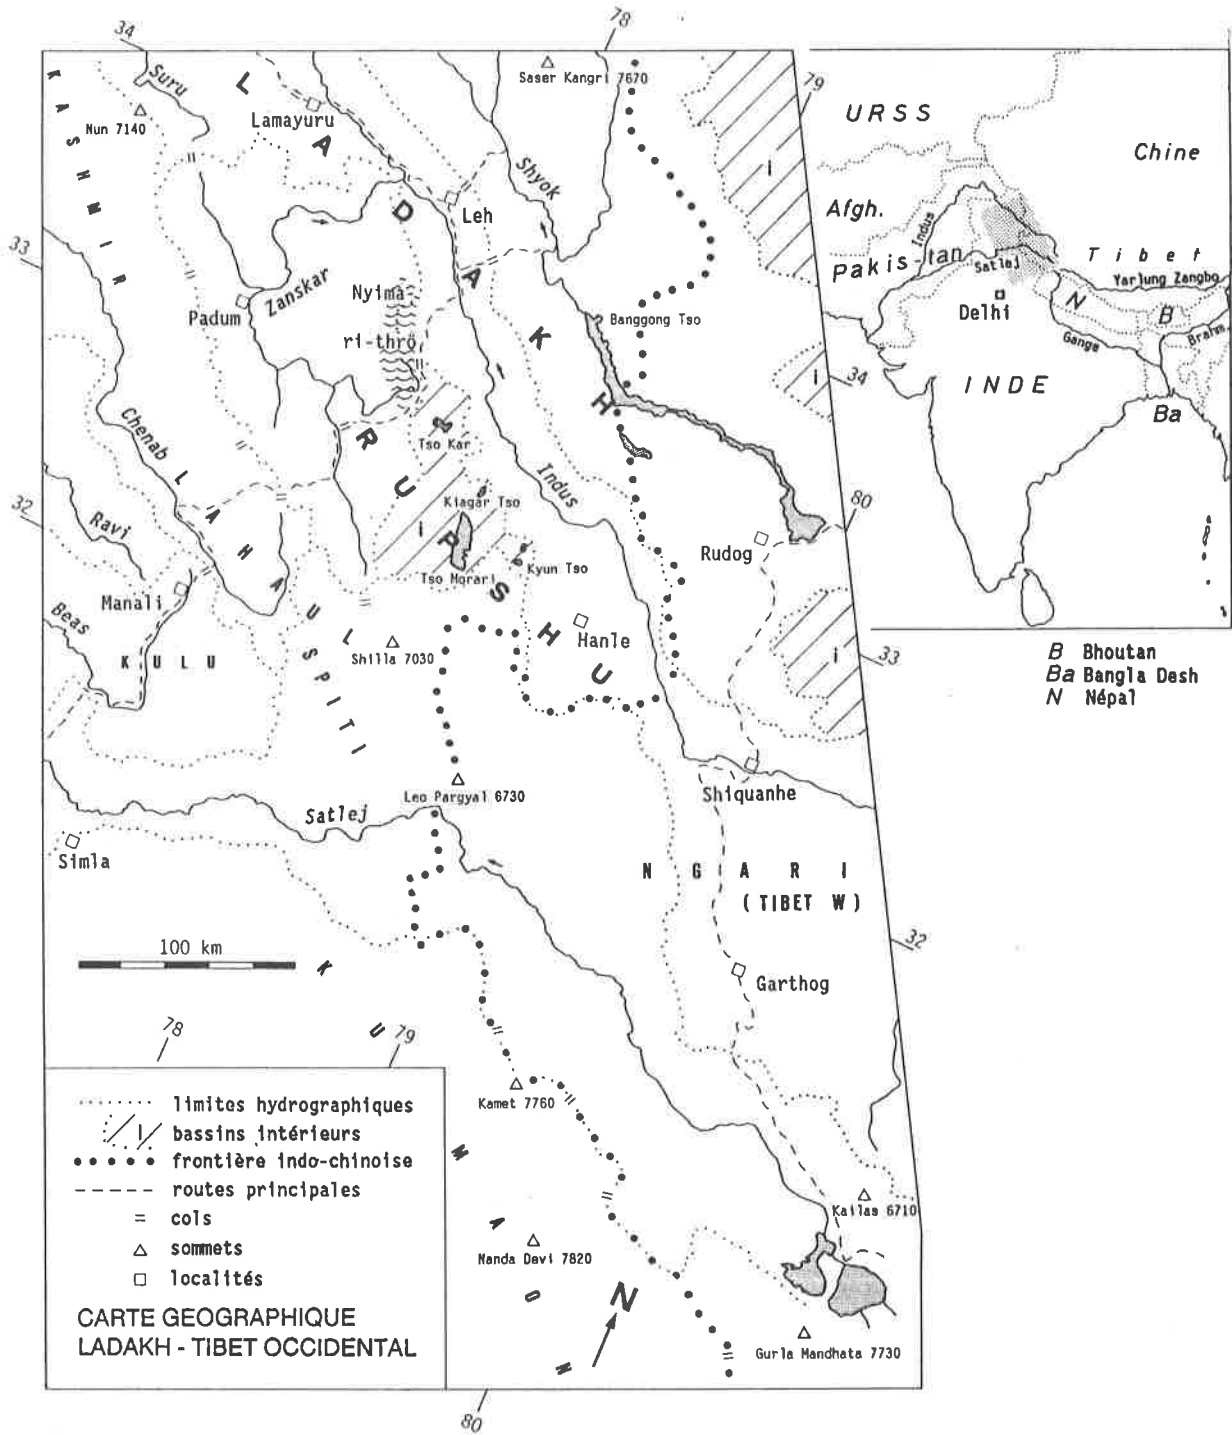 34
78
79
33
34
32
80
33
32
78
79
80
KASHMIR
Suru
Nun 7140
LADAKH
Lamayuru
Saser Kangri 7670
Shyok
Leh
Zanskar
Padum
Nyima-
ri-thrö
Banggong Tso
I
I
Chenab
Tso Kar
RUPSHU
Kiagar Tso
I
Indus
Tso Morari
Kyun Tso
Ravi
LAHAUL
SPITI
Rudog
Manali
Beas
KULU
Shilla 7030
Hanle
I
Leo Pargyal 6730
Shiquanhe
Satlej
Simla
NGARI
(TIBET W)
100 km
Garthog
KUMAON
Kamet 7760
Kailas 6710
Nanda Devi 7820
N
Gurla Mandhata 7730
limites hydrographiques
I bassins intérieurs
frontière indo-chinoise
routes principales
cols
sommets
localités
CARTE GEOGRAPHIQUE
LADAKH - TIBET OCCIDENTAL
URSS
Chine
Afgh.
Indus
Pakis-tan
Satlej
Tibet
Yarlung Zangbo
Delhi
N
B
Gange
Brahm.
INDE
Ba
B Bhoutan
Ba Bangla Desh
N Népal